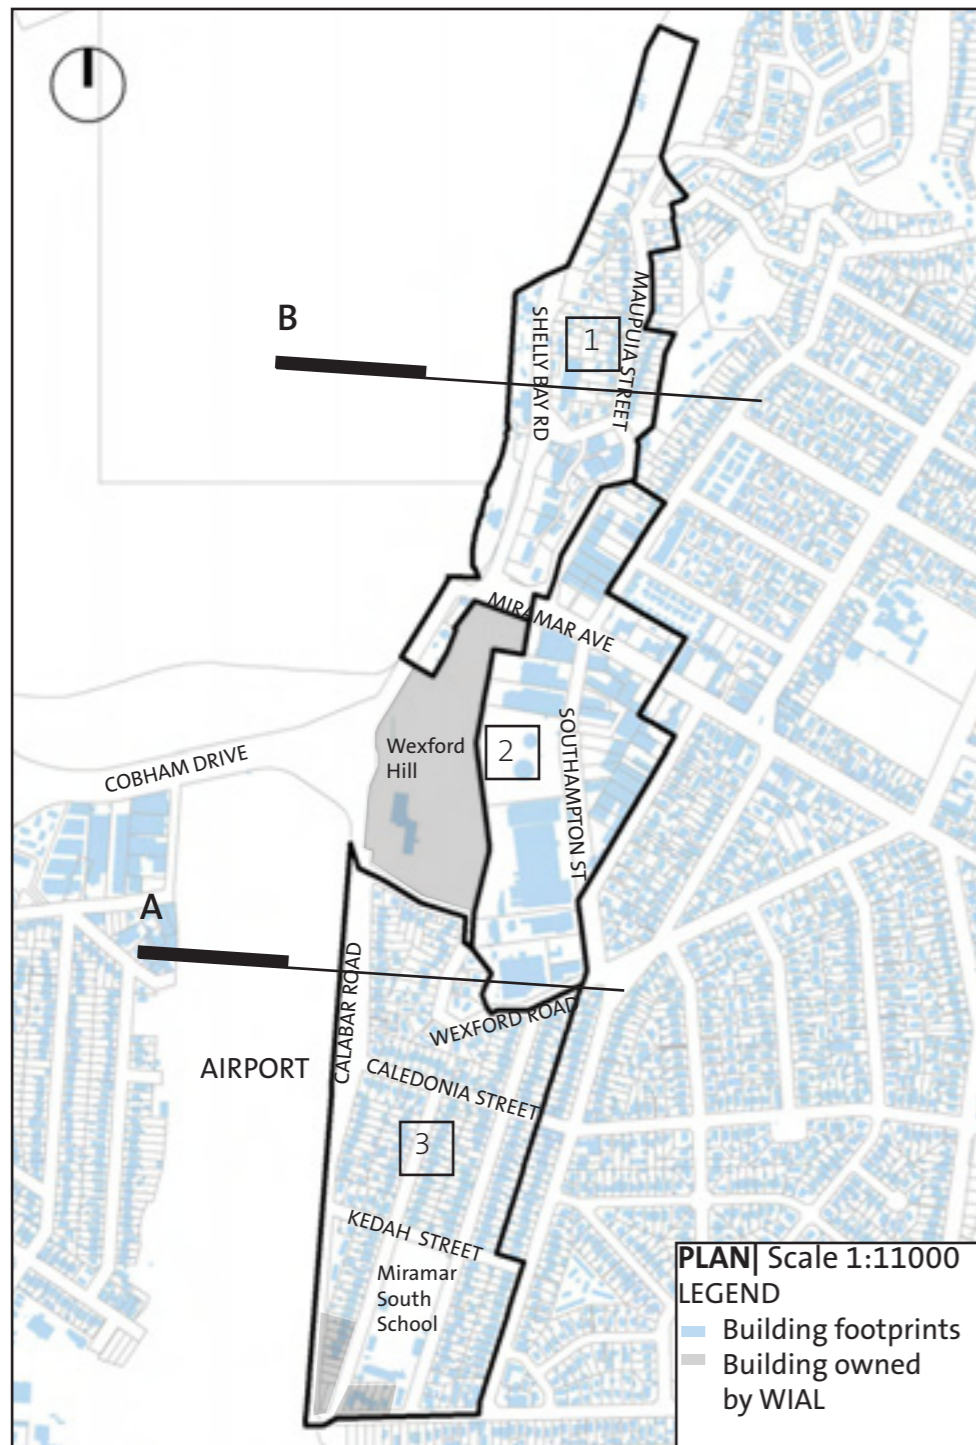 B
SHELLY BAY RD
1
MAUPUIA STREET
MIRAMAR AVE
Wexford
Hill
2
SOUTHAMPTON ST
COBHAM DRIVE
A
CALABAR ROAD
WEXFORD ROAD
AIRPORT
CALEDONIA STREET
3
KEDAH STREET
Miramar
South
School
PLAN| Scale 1:11000
LEGEND
Building footprints
Building owned
by WIAL